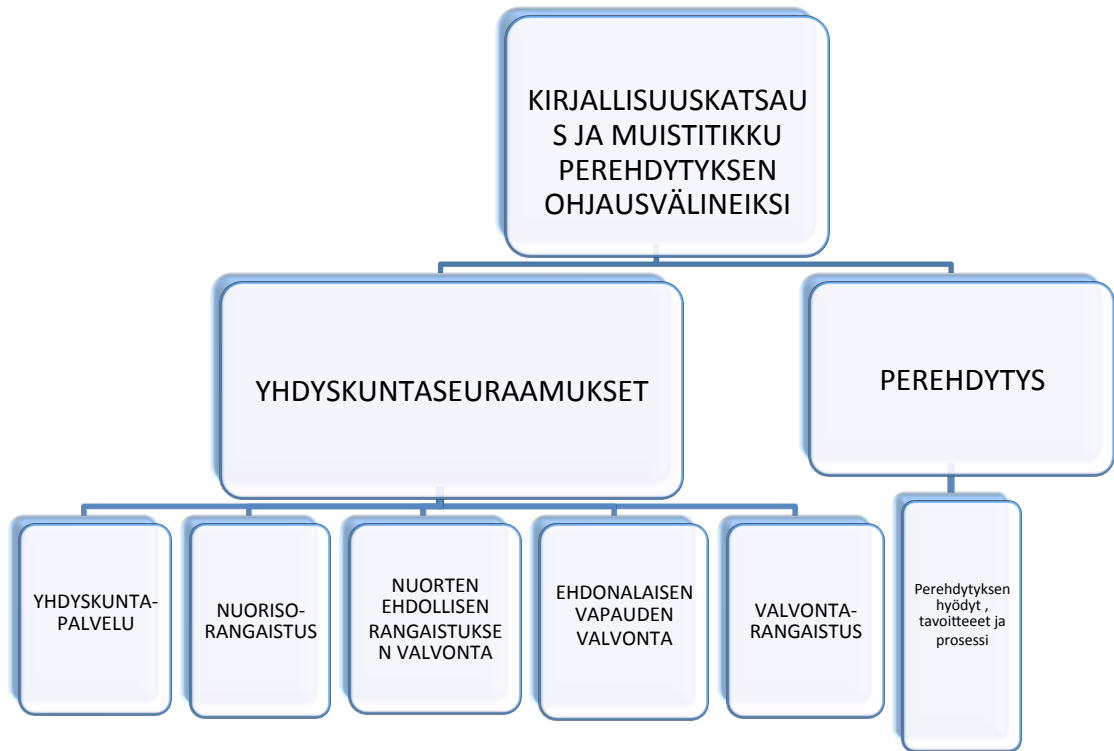 KIRJALLISUUSKATSAU
S JA MUISTITIKKU
PEREHDYTYKSEN
OHJAUSVÄLINEIKSI
YHDYSKUNTASEURAAMUKSET
PEREHDYTYS
YHDYSKUNTA-
PALVELU
NUORISO-
RANGAISTUS
NUORTEN
EHDOLLISEN
RANGAISTUKSE
N VALVONTA
EHDONALAISEN
VAPAUDEN
VALVONTA
VALVONTA-
RANGAISTUS
Perehdytyksen
hyödyt ,
tavoitteeet ja
prosessi